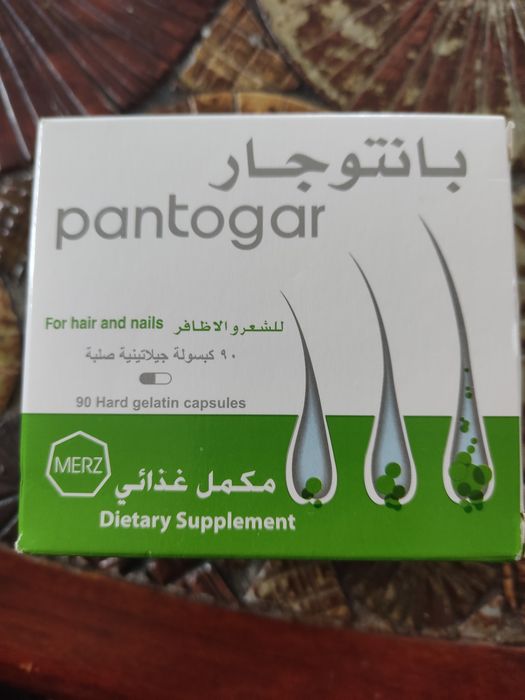 بانتوجار
pantogar
For hair and nails للشعر والاظافر
٩٠ كبسولة جيلاتينية صلبة
90 Hard gelatin capsules
MERZ
مكمل غذائي
Dietary Supplement